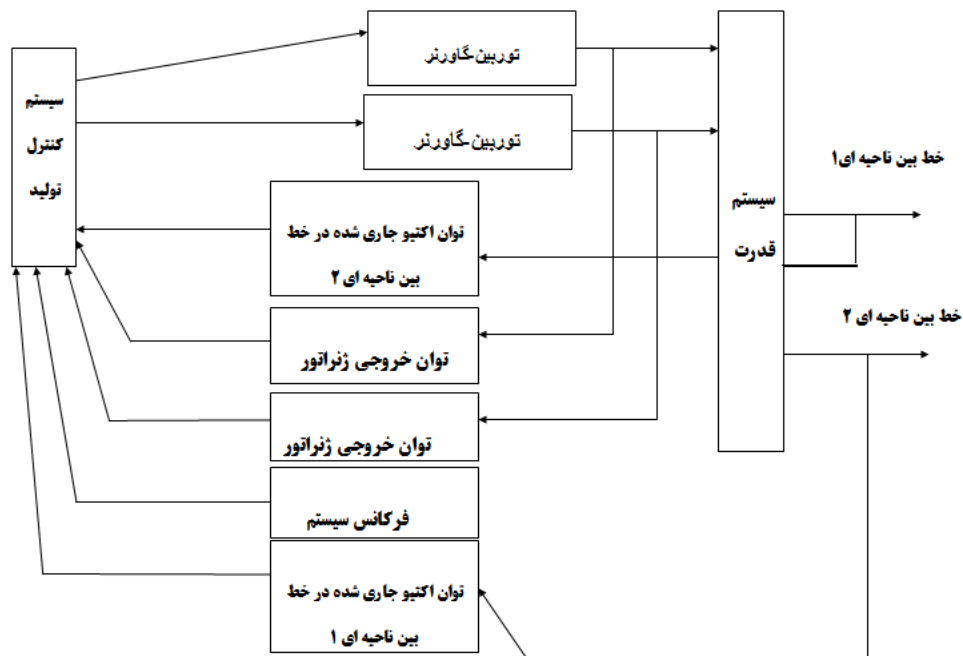 توربین-گاورنر
توربین-گاورنر
سیستم
کنترل
تولید
توان اکتیو جاری شده در خط
بین ناحیه ای ۲
توان خروجی ژنراتور
توان خروجی ژنراتور
فرکانس سیستم
توان اکتیو جاری شده در خط
بین ناحیه ای ۱
سیستم
قدرت
خط بین ناحیه ای۱
خط بین ناحیه ای ۲